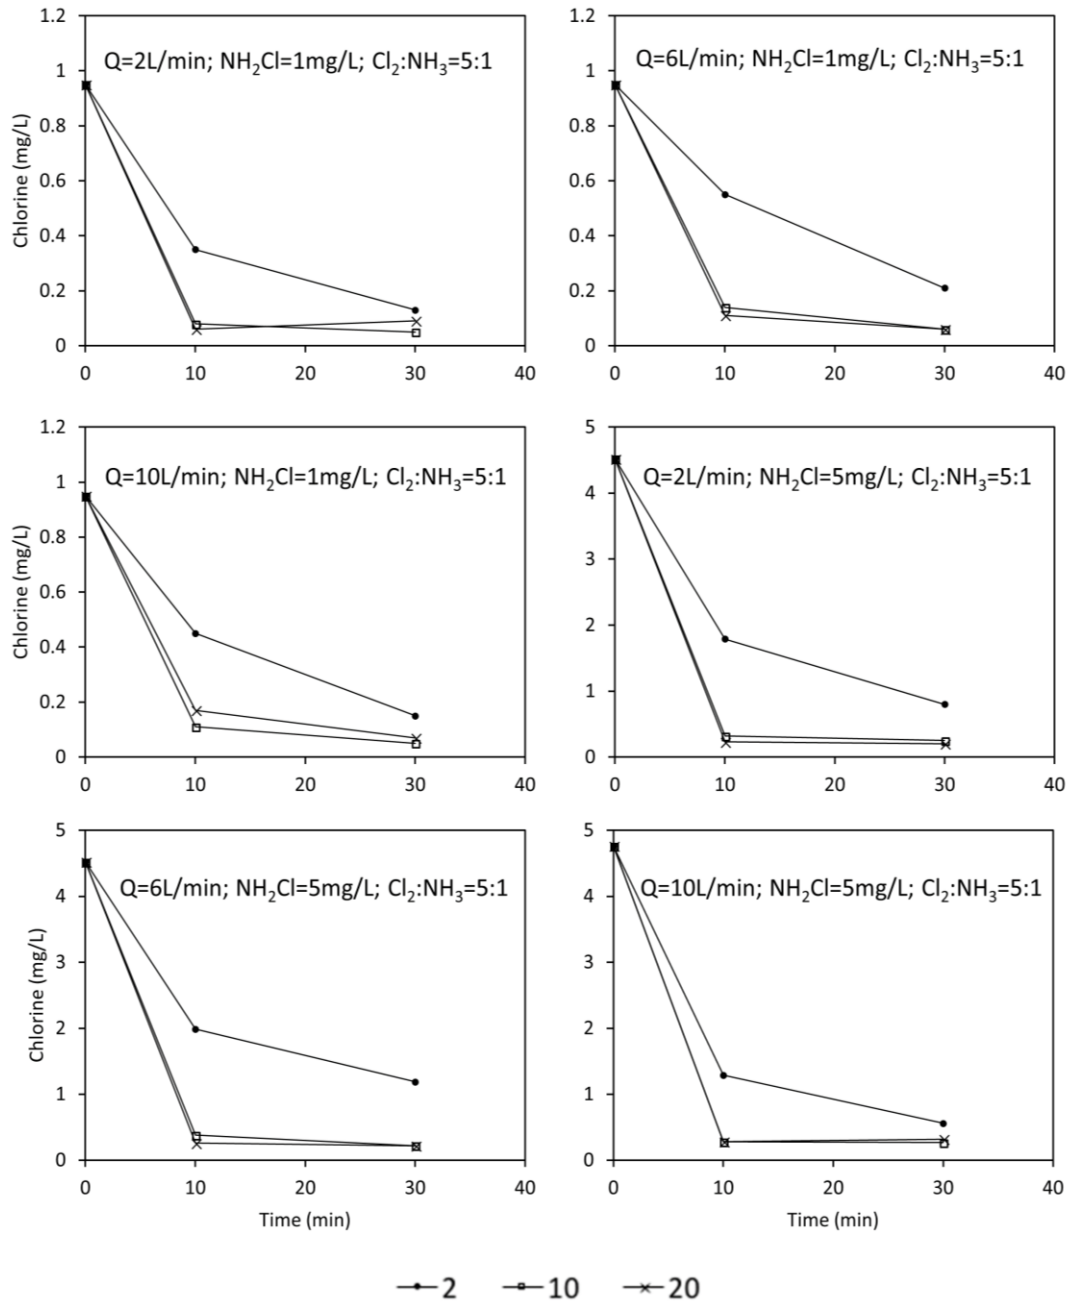 1.2
Q=2L/min; NH₂Cl=1mg/L; Cl₂:NH₃=5:1
1
0.8
0.6
0.4
0.2
0
Chlorine (mg/L)
0 10 20 30 40
1.2
Q=6L/min; NH₂Cl=1mg/L; Cl₂:NH₃=5:1
1
0.8
0.6
0.4
0.2
0
0 10 20 30 40
1.2
Q=10L/min; NH₂Cl=1mg/L; Cl₂:NH₃=5:1
1
0.8
0.6
0.4
0.2
0
Chlorine (mg/L)
0 10 20 30 40
5
Q=2L/min; NH₂Cl=5mg/L; Cl₂:NH₃=5:1
4
3
2
1
0
0 10 20 30 40
5
Q=6L/min; NH₂Cl=5mg/L; Cl₂:NH₃=5:1
4
3
2
1
0
Chlorine (mg/L)
0 10 20 30 40
Time (min)
5
Q=10L/min; NH₂Cl=5mg/L; Cl₂:NH₃=5:1
4
3
2
1
0
0 10 20 30 40
Time (min)
2 10 20